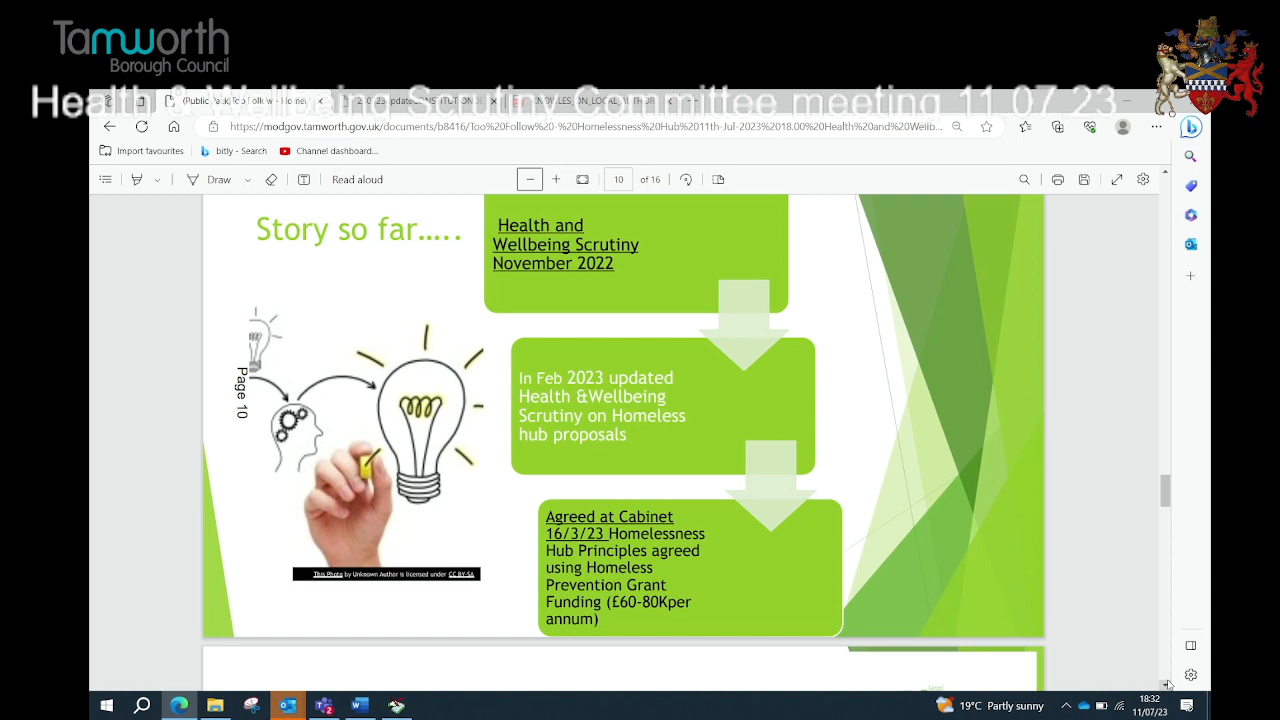 Tamworth
Borough Council
Health & Wellbeing Scrutiny Committee meeting 11.07.23
https://modgov.tamworth.gov.uk/documents/b8416/Too%20Follow%20-%20Homelessness%20Hub%2011th-Jul-2023%2018.00%20Health%20and%20Wellb...
Import favourites
bitly - Search
Channel dashboard...
Draw
Read aloud
10 of 16
Story so far.....
Health and
Wellbeing Scrutiny
November 2022
In Feb 2023 updated
Health &Wellbeing
Scrutiny on Homeless
hub proposals
Agreed at Cabinet
16/3/23 Homelessness
Hub Principles agreed
using Homeless
Prevention Grant
Funding (£60-80Kper
annum)
Page 10
This Photo by Unknown Author is licensed under CC BY-SA
19°C Partly sunny
18:32
11/07/23